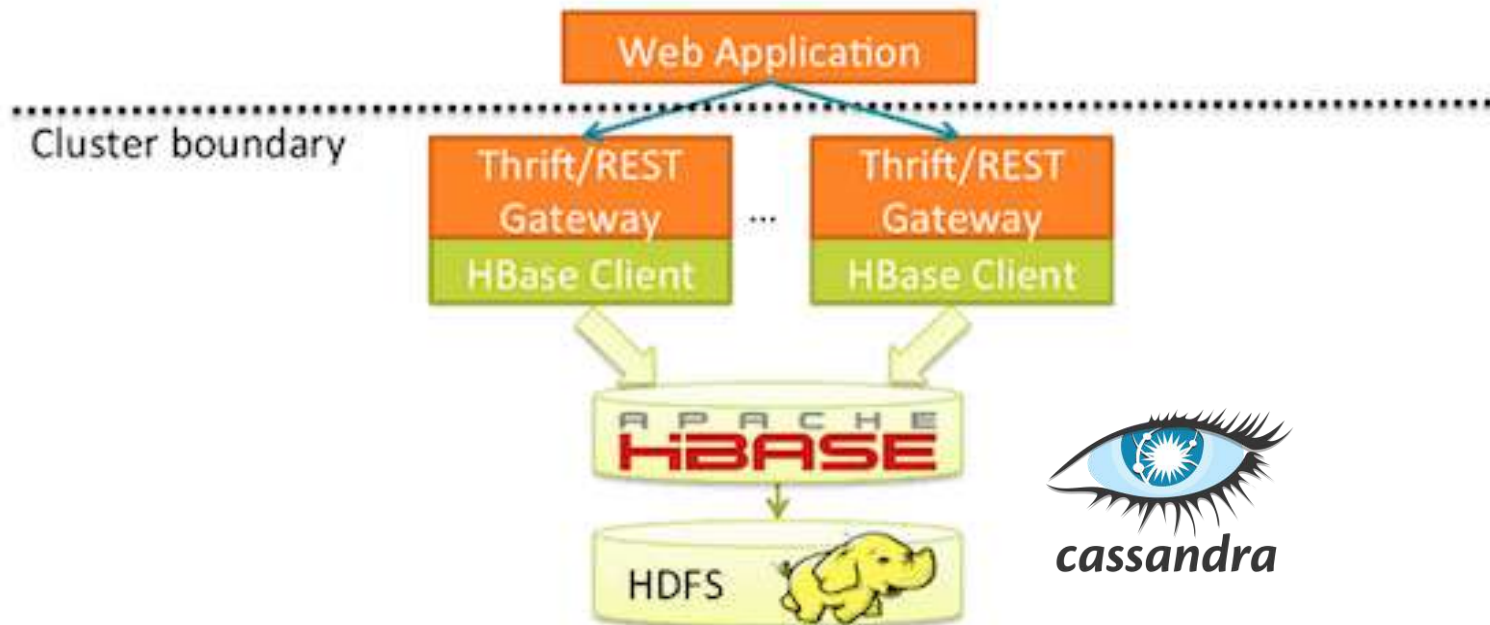 Web Application
Cluster boundary
Thrift/REST
Gateway
HBase Client
...
Thrift/REST
Gateway
HBase Client
APACHE
HBASE
HDFS
cassandra